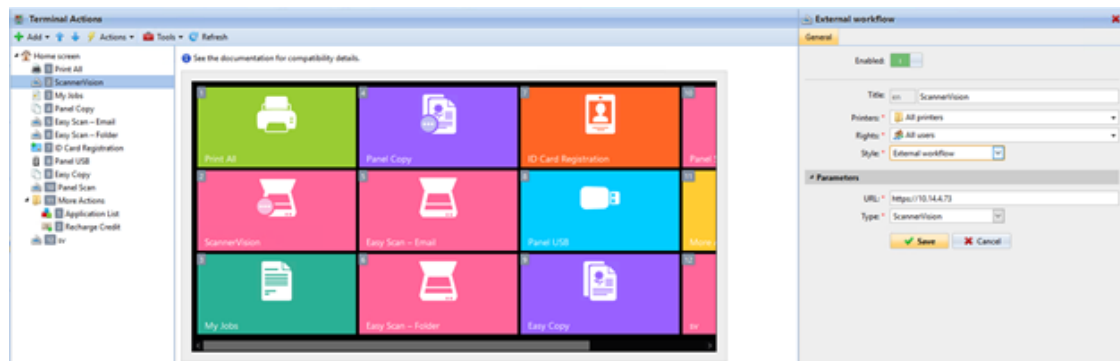 Terminal Actions
Add
Actions
Tools
Refresh
Home screen
Print All
ScannerVision
My Jobs
Panel Copy
Easy Scan – Email
Easy Scan – Folder
ID Card Registration
Panel USB
Easy Copy
Panel Scan
More Actions
Application List
Recharge Credit
sv
See the documentation for compatibility details.
1
Print All
4
Panel Copy
7
ID Card Registration
10
Panel S
2
ScannerVision
5
Easy Scan – Email
8
Panel USB
11
More A
3
My Jobs
6
Easy Scan – Folder
9
Easy Copy
12
sv
External workflow
General
Enabled:
Title: en ScannerVision
Printers: * All printers
Rights: * All users
Style: * External workflow
Parameters
URL: * https://10.14.4.73
Type: * ScannerVision
Save Cancel